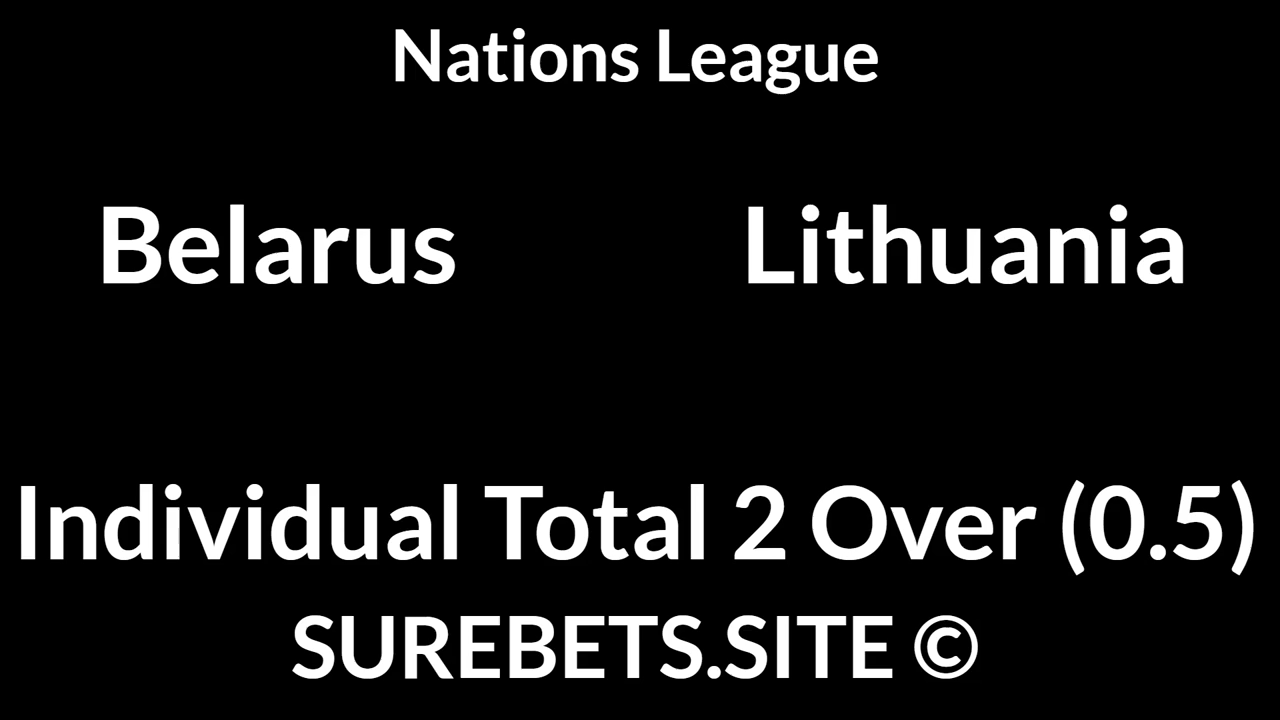 Nations League
Belarus Lithuania
Individual Total 2 Over (0.5)
SUREBETS.SITE ©